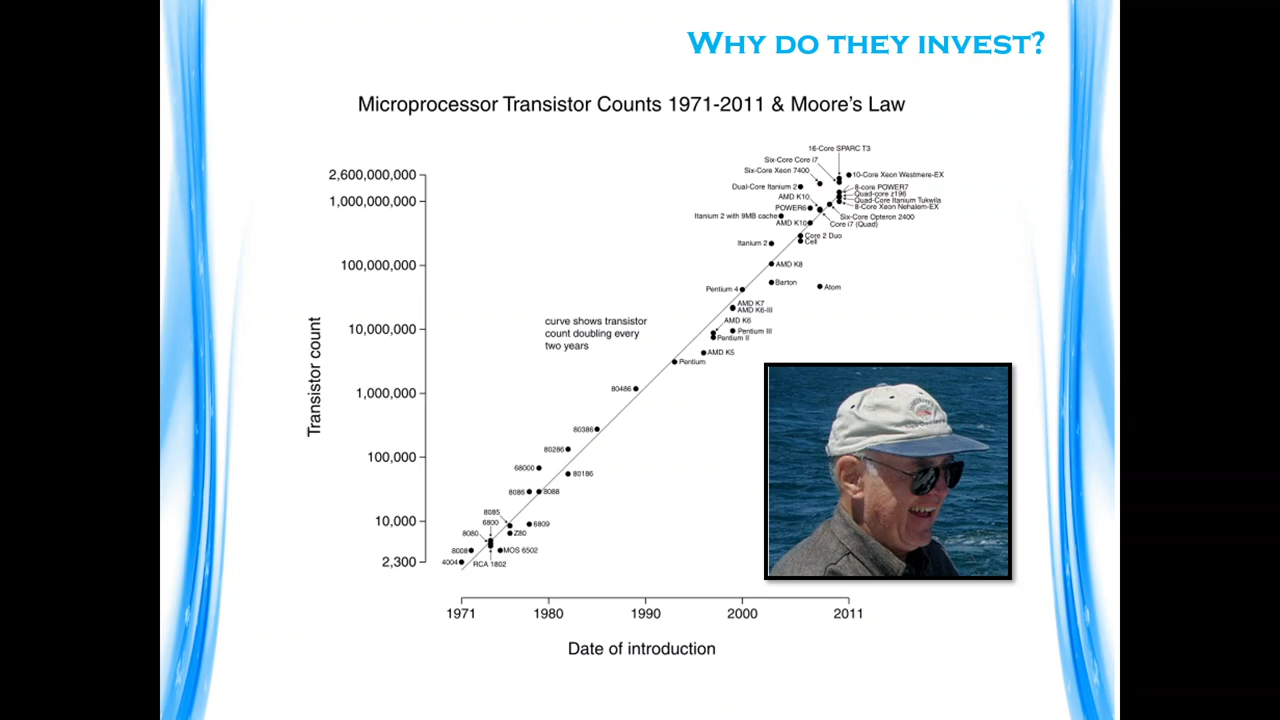 WHY DO THEY INVEST?
Microprocessor Transistor Counts 1971-2011 & Moore's Law
16-Core SPARC T3
Six-Core Core i7
Six-Core Xeon 7400
10-Core Xeon Westmere-EX
2,600,000,000
Dual-Core Itanium 2
8-core POWER7
Quad-core z196
AMD K10
Quad-Core Itanium Tukwila
1,000,000,000
8-Core Xeon Nehalem-EX
POWER6
Itanium 2 with 9MB cache
Six-Core Opteron 2400
AMD K10
Core i7 (Quad)
Core 2 Duo
Itanium 2
Cell
100,000,000
AMD K8
Barton
Atom
Pentium 4
AMD K7
AMD K6-III
curve shows transistor
count doubling every
two years
AMD K6
10,000,000
Pentium III
Pentium II
AMD K5
Pentium
Transistor count
1,000,000
80486
80386
100,000
80286
68000
80186
8086
8088
8085
10,000
6800
6809
8080
Z80
8008
MOS 6502
2,300
4004
RCA 1802
1971
1980
1990
2000
2011
Date of introduction